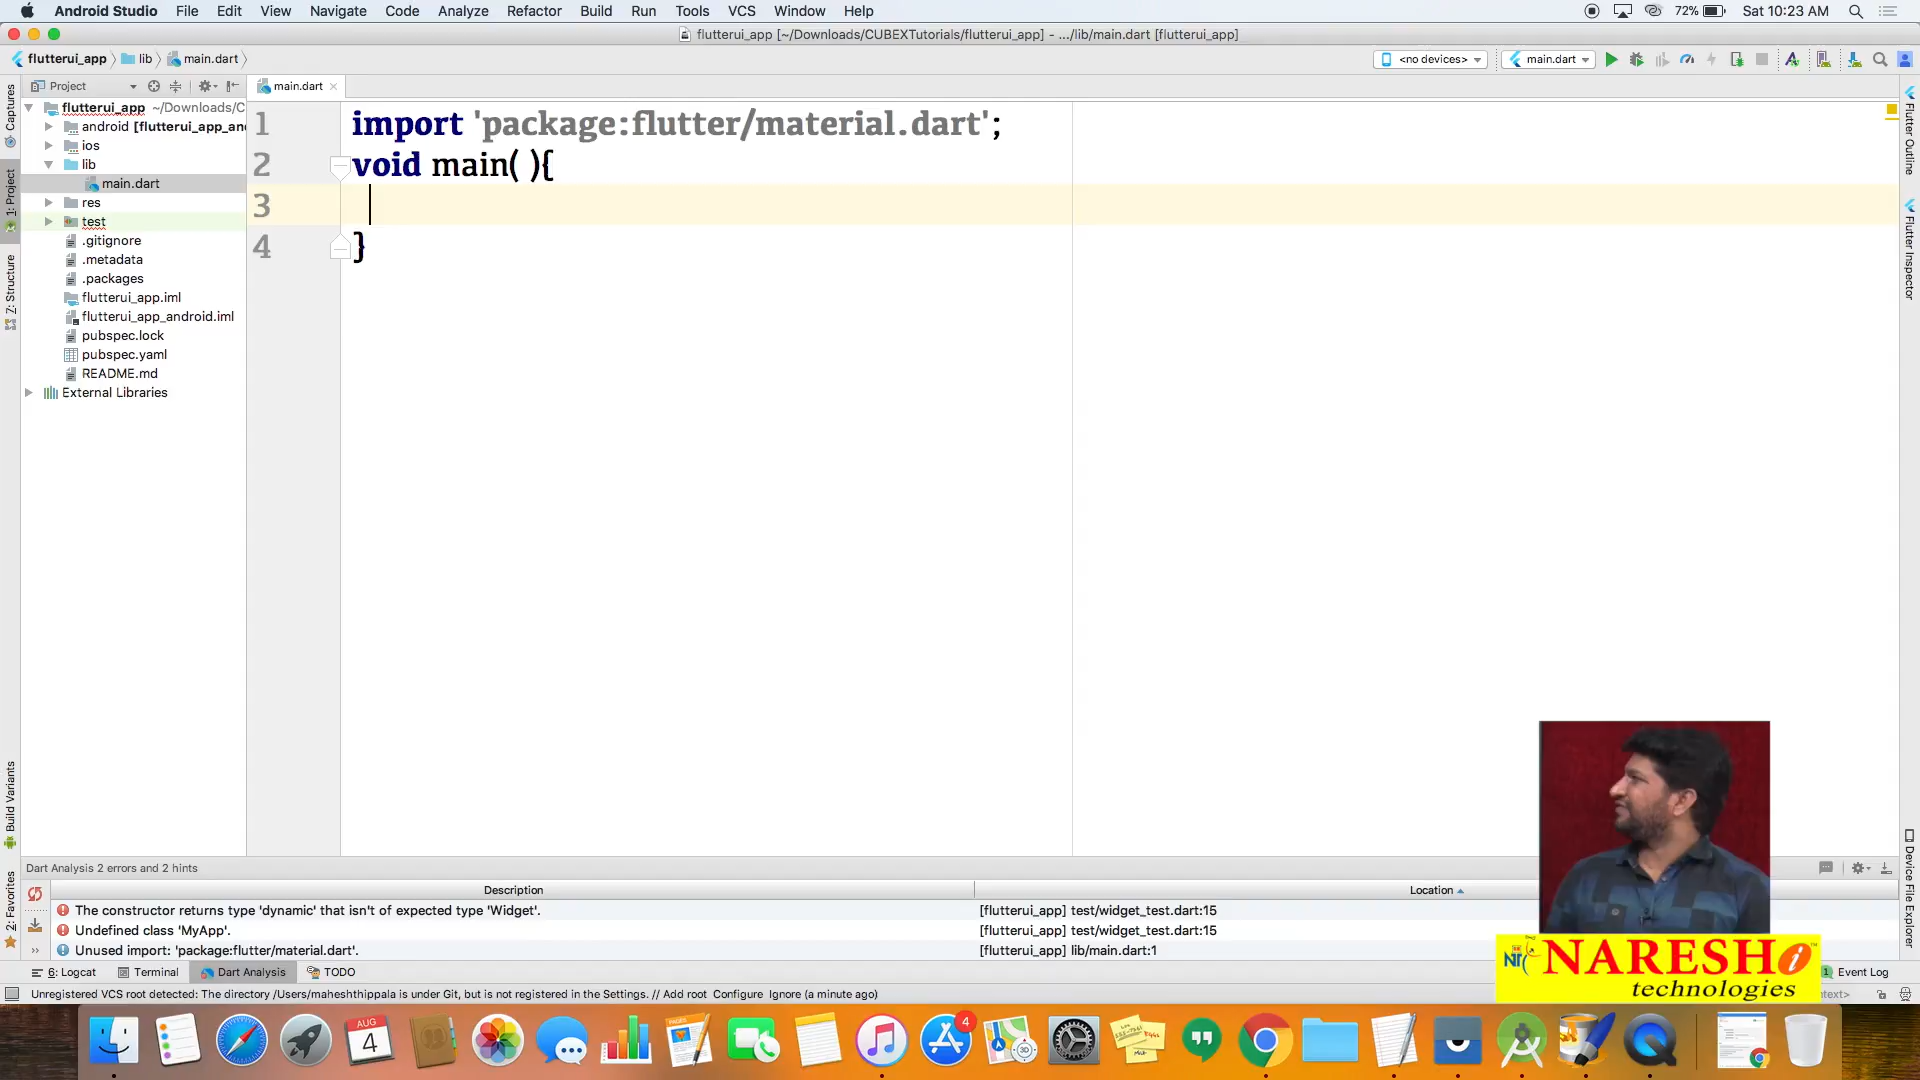 Android Studio File Edit View Navigate Code Analyze Refactor Build Run Tools VCS Window Help 72% Sat 10:23 AM
flutterui_app [~/Downloads/CUBEXTutorials/flutterui_app] - .../lib/main.dart [flutterui_app]
flutterui_app lib main.dart <no devices> main.dart
Project main.dart
flutterui_app ~/Downloads/C
android [flutterui_app_an
ios
lib
main.dart
res
test
.gitignore
.metadata
.packages
flutterui_app.iml
flutterui_app_android.iml
pubspec.lock
pubspec.yaml
README.md
External Libraries
1 import 'package:flutter/material.dart';
2 void main( ){
3
4 }
Captures
1: Project
Z: Structure
Build Variants
2: Favorites
Flutter Outline
Flutter Inspector
Device File Explorer
Dart Analysis 2 errors and 2 hints
Description Location
The constructor returns type 'dynamic' that isn't of expected type 'Widget'. [flutterui_app] test/widget_test.dart:15
Undefined class 'MyApp'. [flutterui_app] test/widget_test.dart:15
Unused import: 'package:flutter/material.dart'. [flutterui_app] lib/main.dart:1
6: Logcat Terminal Dart Analysis TODO 1 Event Log
Unregistered VCS root detected: The directory /Users/maheshthippala is under Git, but is not registered in the Settings. // Add root Configure Ignore (a minute ago)
NARESH i
technologies
AUG
4
4